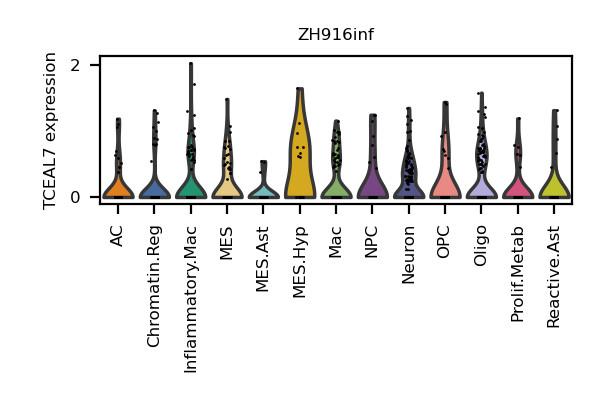 ZH916inf
TCEAL7 expression
2
0
AC
Chromatin.Reg
Inflammatory.Mac
MES
MES.Ast
MES.Hyp
Mac
NPC
Neuron
OPC
Oligo
Prolif.Metab
Reactive.Ast